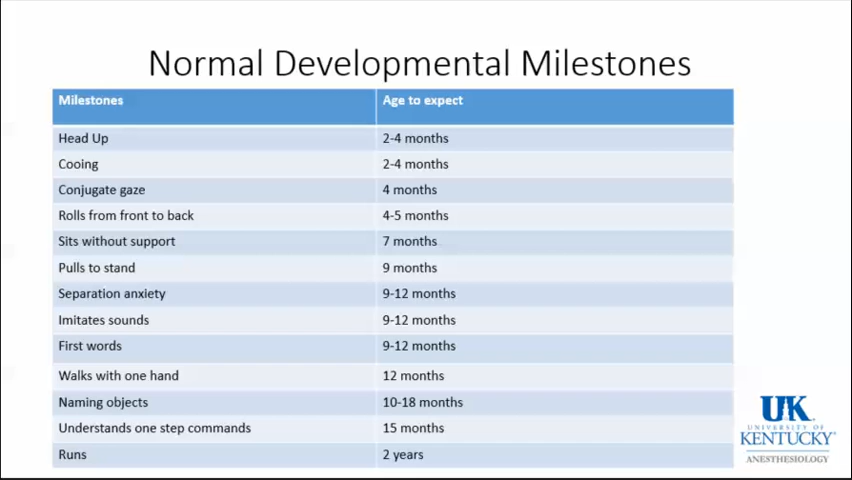 Normal Developmental Milestones
Milestones Age to expect
Head Up 2-4 months
Cooing 2-4 months
Conjugate gaze 4 months
Rolls from front to back 4-5 months
Sits without support 7 months
Pulls to stand 9 months
Separation anxiety 9-12 months
Imitates sounds 9-12 months
First words 9-12 months
Walks with one hand 12 months
Naming objects 10-18 months
Understands one step commands 15 months
Runs 2 years
UK
UNIVERSITY OF
KENTUCKY
ANESTHESIOLOGY